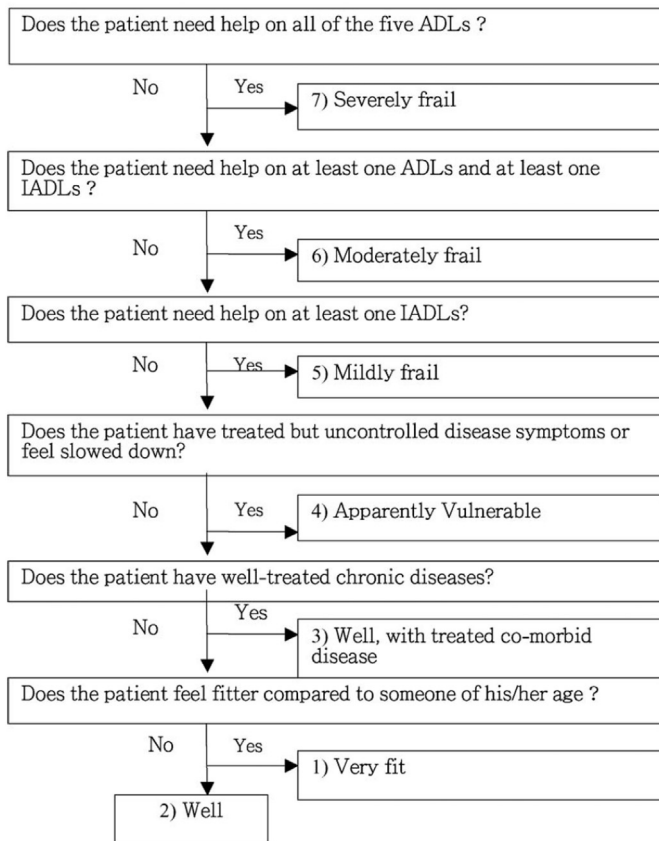 Does the patient need help on all of the five ADLs ?
No
Yes
7) Severely frail
Does the patient need help on at least one ADLs and at least one
IADLs ?
No
Yes
6) Moderately frail
Does the patient need help on at least one IADLs?
No
Yes
5) Mildly frail
Does the patient have treated but uncontrolled disease symptoms or
feel slowed down?
No
Yes
4) Apparently Vulnerable
Does the patient have well-treated chronic diseases?
No
Yes
3) Well, with treated co-morbid
disease
Does the patient feel fitter compared to someone of his/her age ?
No
Yes
1) Very fit
2) Well